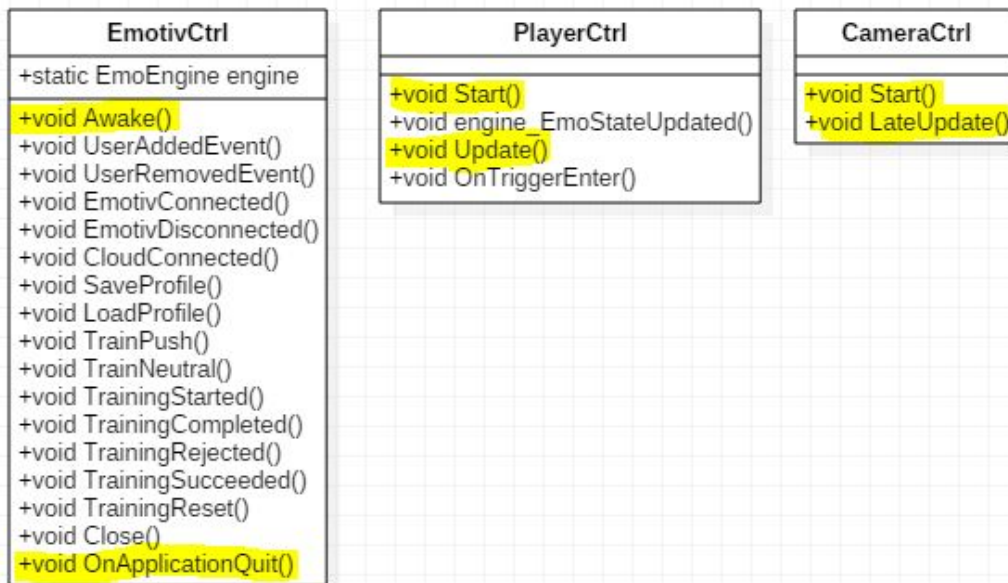 EmotivCtrl
+static EmoEngine engine
+void Awake()
+void UserAddedEvent()
+void UserRemovedEvent()
+void EmotivConnected()
+void EmotivDisconnected()
+void CloudConnected()
+void SaveProfile()
+void LoadProfile()
+void TrainPush()
+void TrainNeutral()
+void TrainingStarted()
+void TrainingCompleted()
+void TrainingRejected()
+void TrainingSucceeded()
+void TrainingReset()
+void Close()
+void OnApplicationQuit()
PlayerCtrl
+void Start()
+void engine_EmoStateUpdated()
+void Update()
+void OnTriggerEnter()
CameraCtrl
+void Start()
+void LateUpdate()